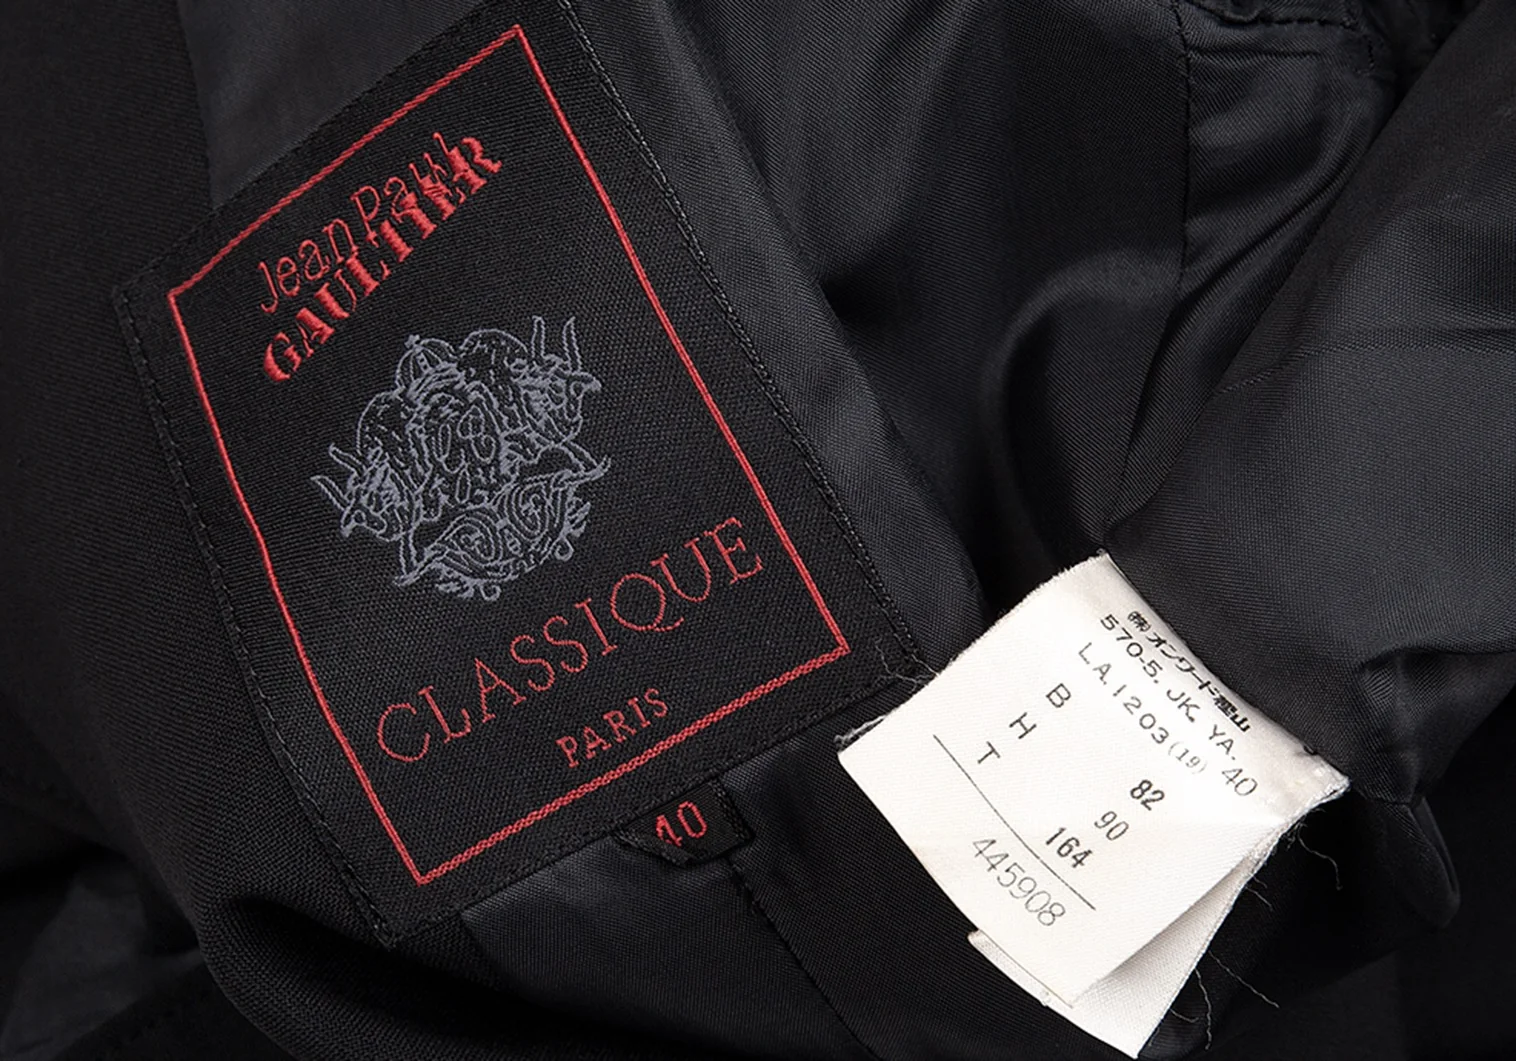 Jean Paul
GAULTIER
CLASSIQUE
PARIS
40
㈱オンワード樫山
570-5. JK. YA. 40
LA.1203(19)
B 82
H 90
T 164
445908